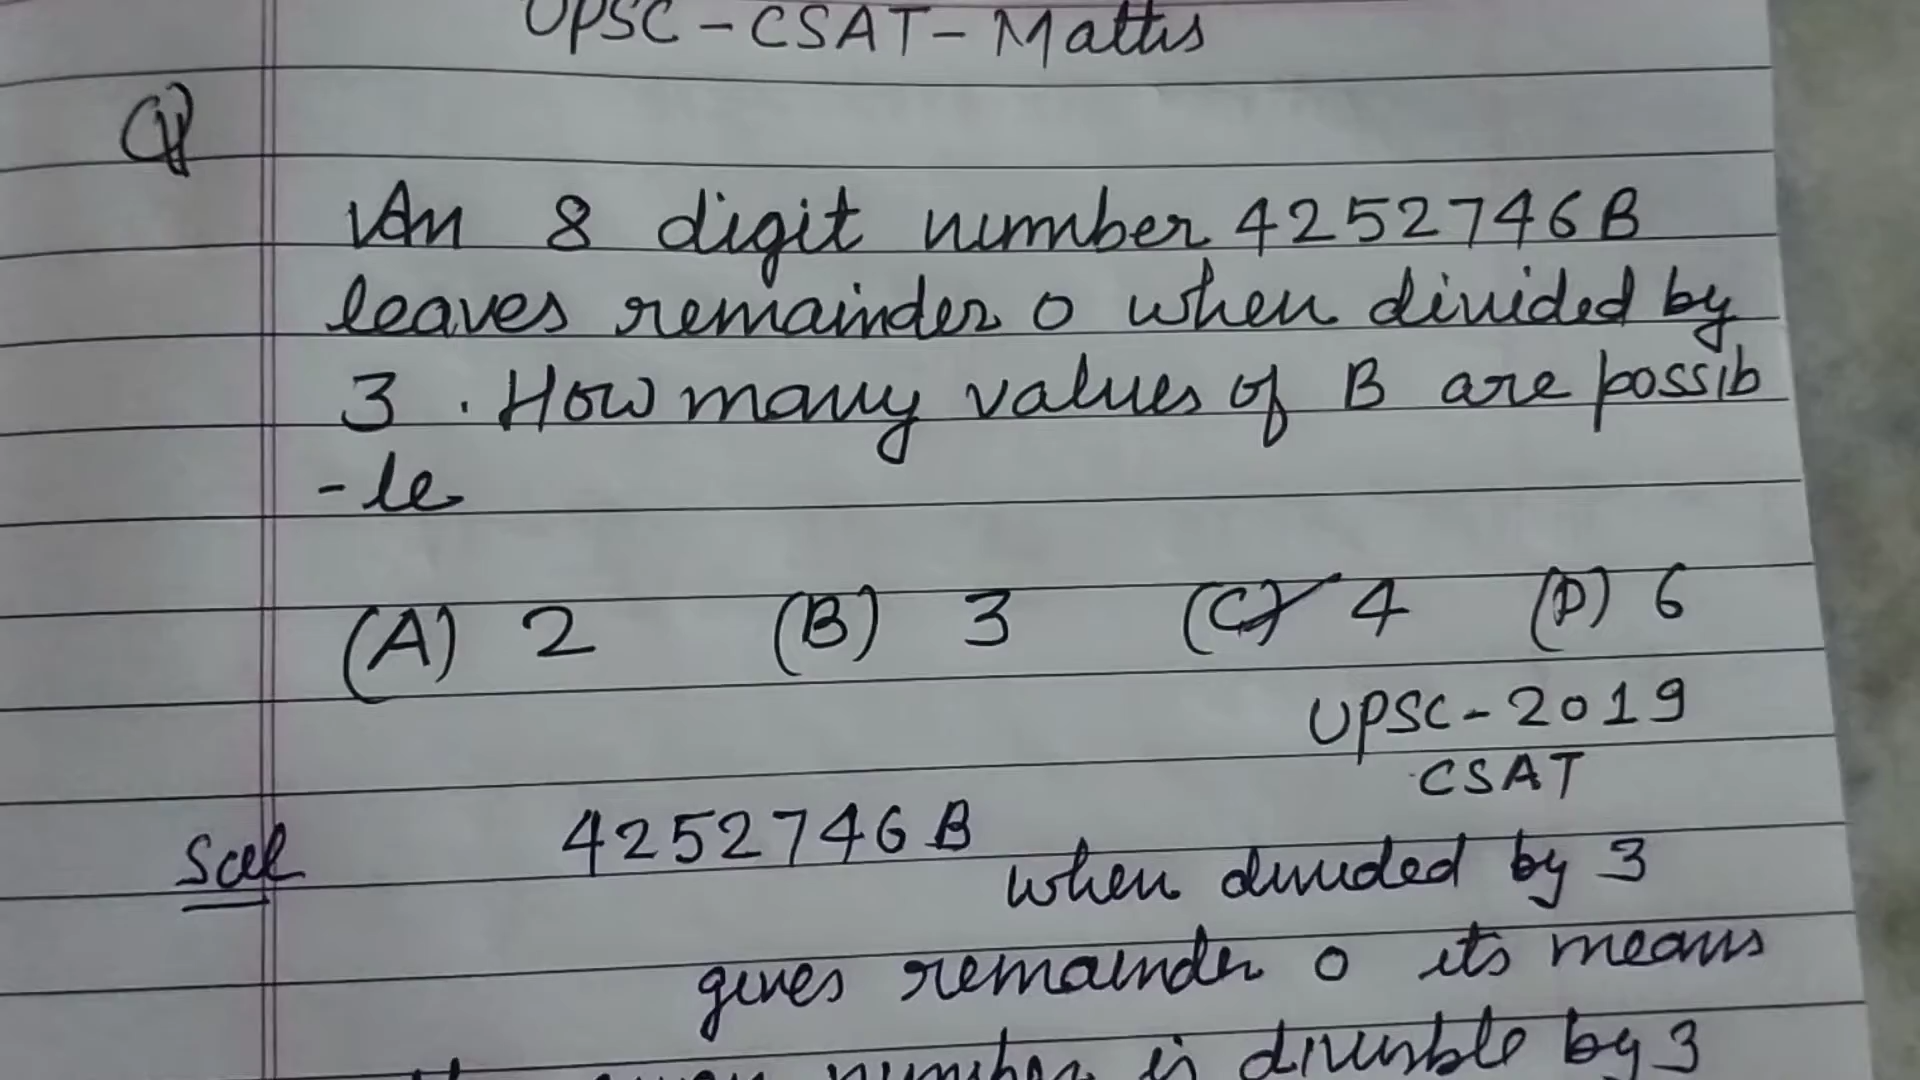 UPSC-CSAT-Maths
Q
An 8 digit number 4252746B
leaves remainder 0 when divided by
3. How many values of B are possib
-le
(A) 2 (B) 3 (C) 4 (D) 6
UPSC-2019
CSAT
Sol 4252746B
when divided by 3
gives remainder 0 its means
number is divisible by 3